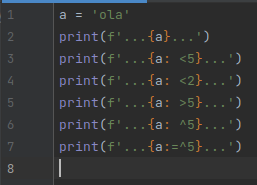 1 a = 'ola'
2 print(f'...{a}...')
3 print(f'...{a: <5}...')
4 print(f'...{a: <2}...')
5 print(f'...{a: >5}...')
6 print(f'...{a: ^5}...')
7 print(f'...{a:=^5}...')
8